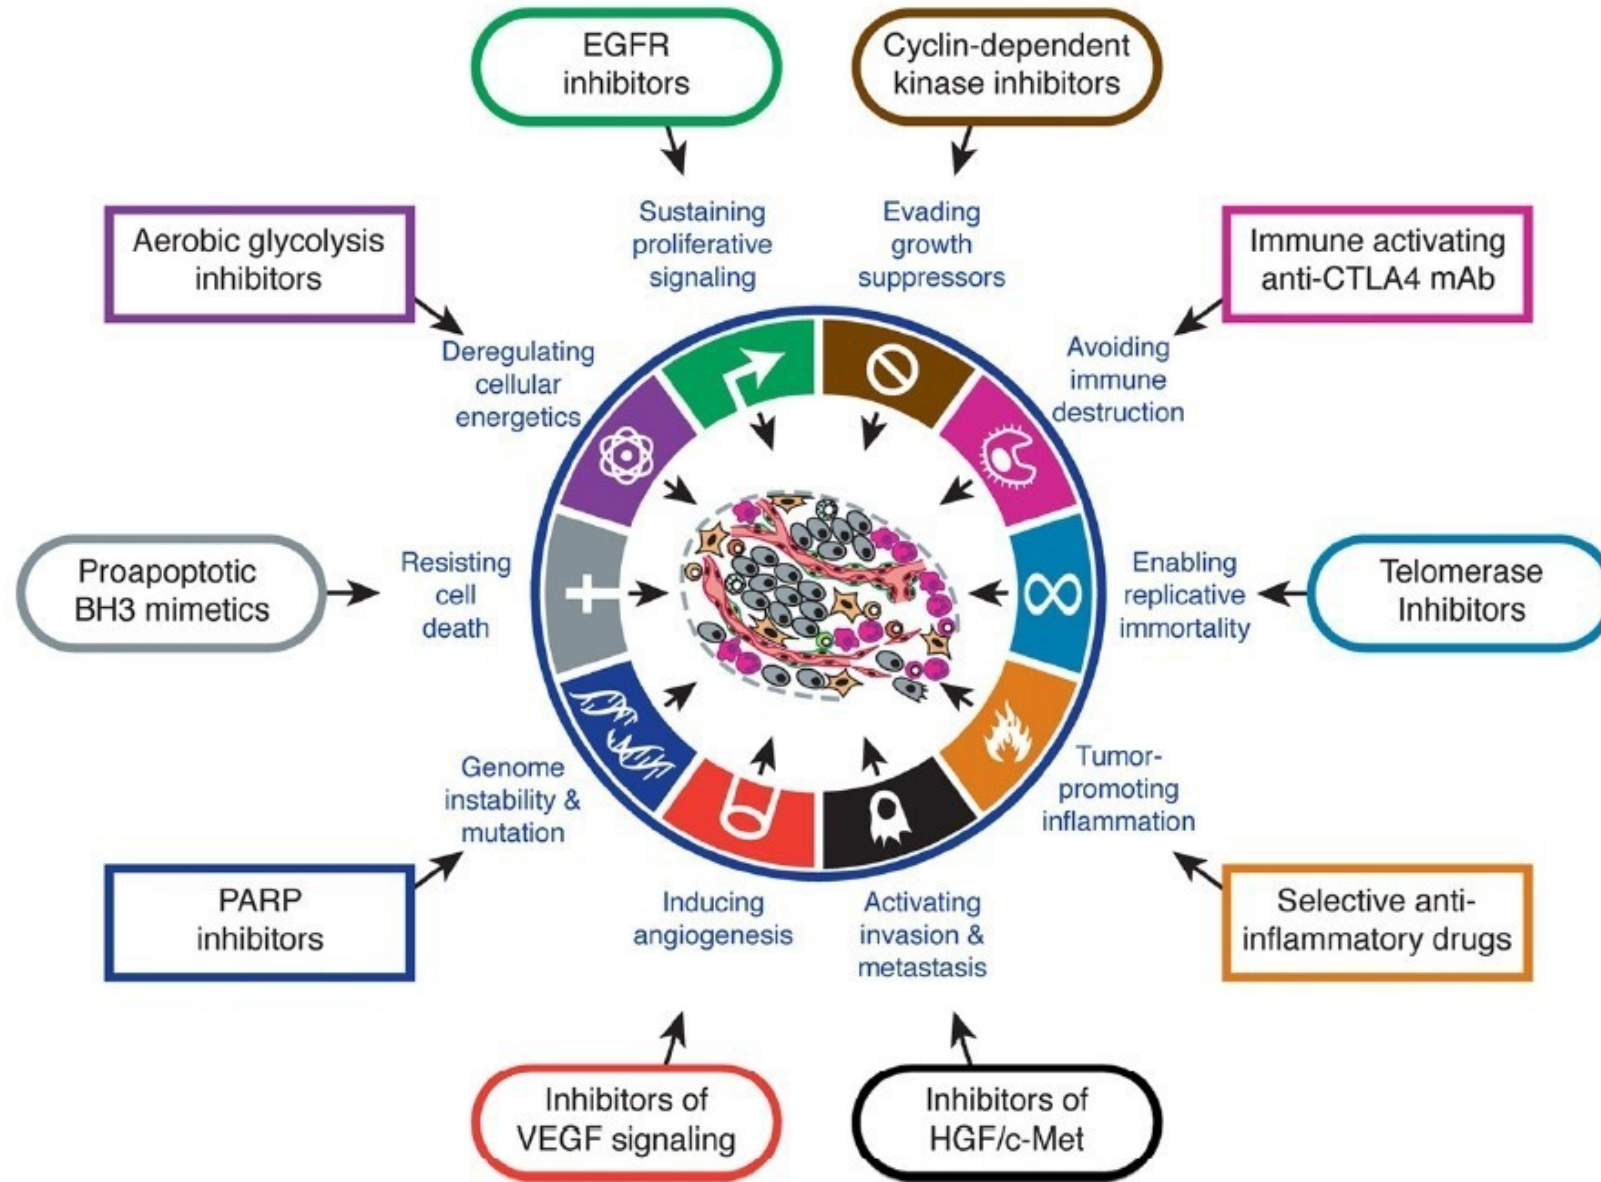 EGFR
inhibitors
Cyclin-dependent
kinase inhibitors
Sustaining
proliferative
signaling
Evading
growth
suppressors
Aerobic glycolysis
inhibitors
Immune activating
anti-CTLA4 mAb
Deregulating
cellular
energetics
Avoiding
immune
destruction
Proapoptotic
BH3 mimetics
Resisting
cell
death
Enabling
replicative
immortality
Telomerase
Inhibitors
Genome
instability &
mutation
Tumor-
promoting
inflammation
PARP
inhibitors
Inducing
angiogenesis
Activating
invasion &
metastasis
Selective anti-
inflammatory drugs
Inhibitors of
VEGF signaling
Inhibitors of
HGF/c-Met